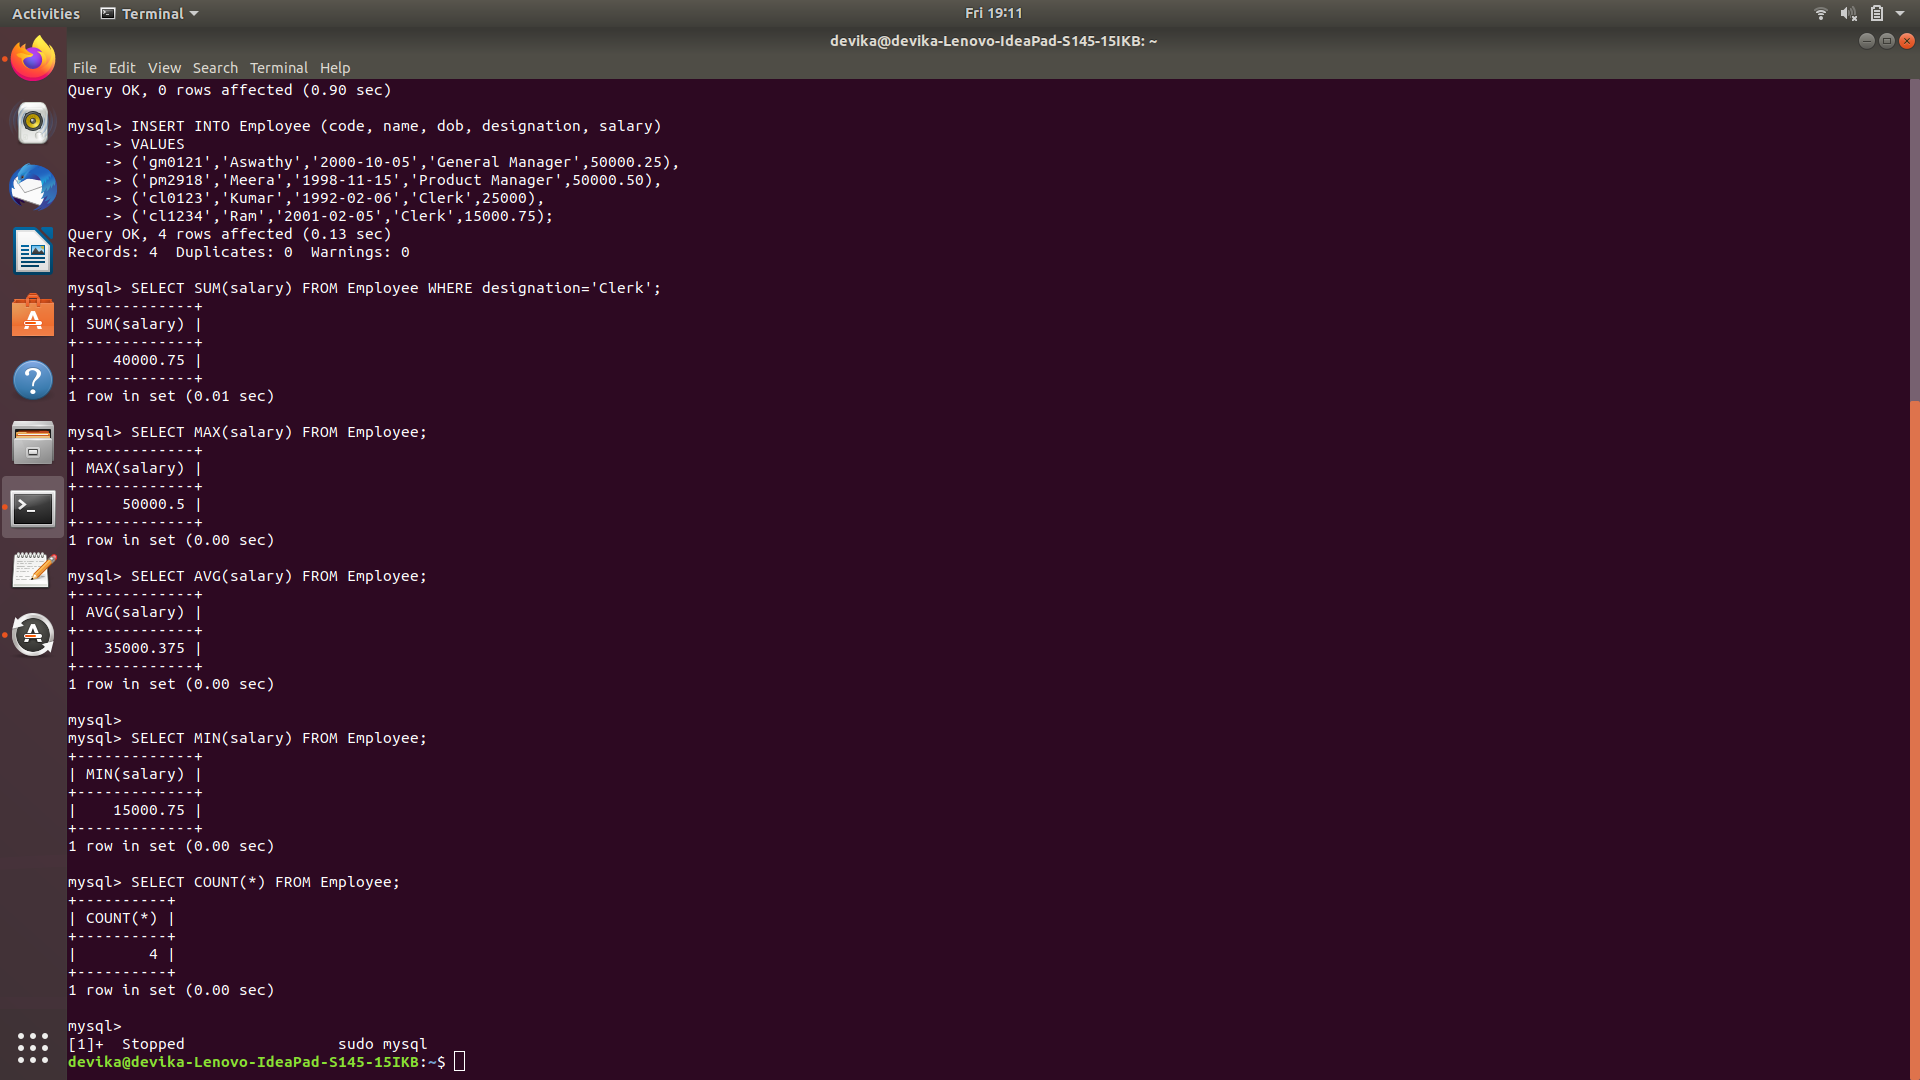 Activities Terminal Fri 19:11
devika@devika-Lenovo-IdeaPad-S145-15IKB: ~
File Edit View Search Terminal Help
Query OK, 0 rows affected (0.90 sec)

mysql> INSERT INTO Employee (code, name, dob, designation, salary)
    -> VALUES
    -> ('gm0121','Aswathy','2000-10-05','General Manager',50000.25),
    -> ('pm2918','Meera','1998-11-15','Product Manager',50000.50),
    -> ('cl0123','Kumar','1992-02-06','Clerk',25000),
    -> ('cl1234','Ram','2001-02-05','Clerk',15000.75);
Query OK, 4 rows affected (0.13 sec)
Records: 4  Duplicates: 0  Warnings: 0

mysql> SELECT SUM(salary) FROM Employee WHERE designation='Clerk';
+-------------+
| SUM(salary) |
+-------------+
|    40000.75 |
+-------------+
1 row in set (0.01 sec)

mysql> SELECT MAX(salary) FROM Employee;
+-------------+
| MAX(salary) |
+-------------+
|     50000.5 |
+-------------+
1 row in set (0.00 sec)

mysql> SELECT AVG(salary) FROM Employee;
+-------------+
| AVG(salary) |
+-------------+
|   35000.375 |
+-------------+
1 row in set (0.00 sec)

mysql>
mysql> SELECT MIN(salary) FROM Employee;
+-------------+
| MIN(salary) |
+-------------+
|    15000.75 |
+-------------+
1 row in set (0.00 sec)

mysql> SELECT COUNT(*) FROM Employee;
+----------+
| COUNT(*) |
+----------+
|        4 |
+----------+
1 row in set (0.00 sec)

mysql>
[1]+  Stopped                 sudo mysql
devika@devika-Lenovo-IdeaPad-S145-15IKB:~$